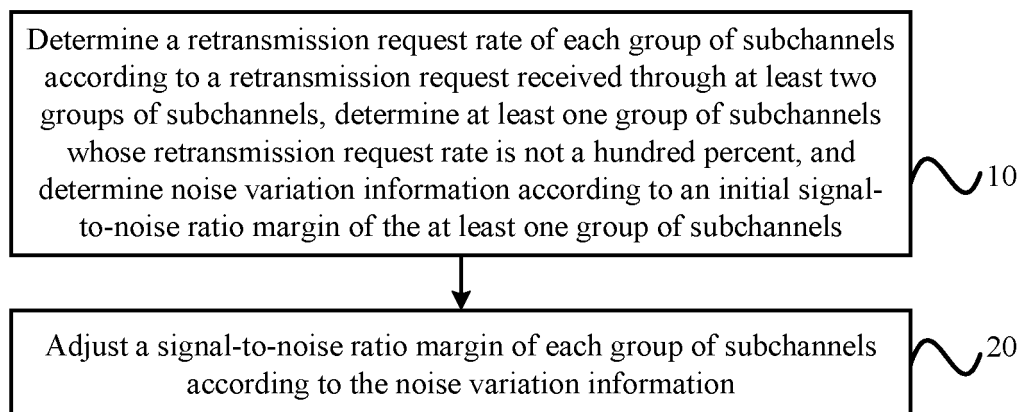 Determine a retransmission request rate of each group of subchannels
according to a retransmission request received through at least two
groups of subchannels, determine at least one group of subchannels
whose retransmission request rate is not a hundred percent, and
determine noise variation information according to an initial signal-
to-noise ratio margin of the at least one group of subchannels
10
Adjust a signal-to-noise ratio margin of each group of subchannels
according to the noise variation information
20